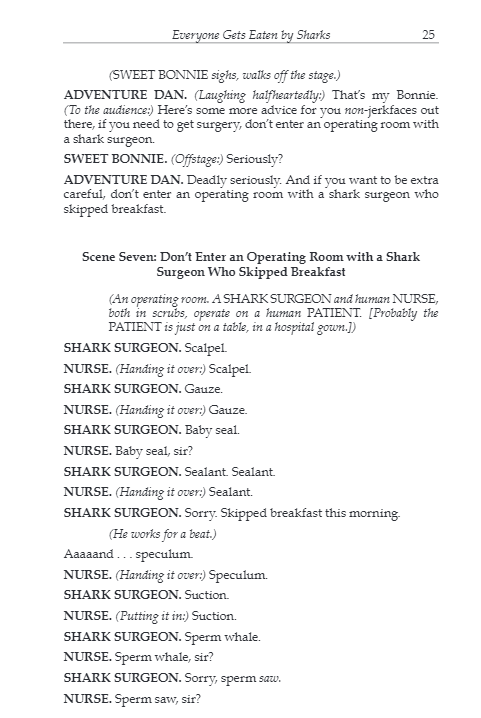 Everyone Gets Eaten by Sharks 25
(SWEET BONNIE sighs, walks off the stage.)
ADVENTURE DAN. (Laughing halfheartedly:) That's my Bonnie.
(To the audience:) Here's some more advice for you non-jerkfaces out
there, if you need to get surgery, don't enter an operating room with
a shark surgeon.
SWEET BONNIE. (Offstage:) Seriously?
ADVENTURE DAN. Deadly seriously. And if you want to be extra
careful, don't enter an operating room with a shark surgeon who
skipped breakfast.
Scene Seven: Don't Enter an Operating Room with a Shark
Surgeon Who Skipped Breakfast
(An operating room. A SHARK SURGEON and human NURSE,
both in scrubs, operate on a human PATIENT. [Probably the
PATIENT is just on a table, in a hospital gown.])
SHARK SURGEON. Scalpel.
NURSE. (Handing it over:) Scalpel.
SHARK SURGEON. Gauze.
NURSE. (Handing it over:) Gauze.
SHARK SURGEON. Baby seal.
NURSE. Baby seal, sir?
SHARK SURGEON. Sealant. Sealant.
NURSE. (Handing it over:) Sealant.
SHARK SURGEON. Sorry. Skipped breakfast this morning.
(He works for a beat.)
Aaaaand . . . speculum.
NURSE. (Handing it over:) Speculum.
SHARK SURGEON. Suction.
NURSE. (Putting it in:) Suction.
SHARK SURGEON. Sperm whale.
NURSE. Sperm whale, sir?
SHARK SURGEON. Sorry, sperm saw.
NURSE. Sperm saw, sir?